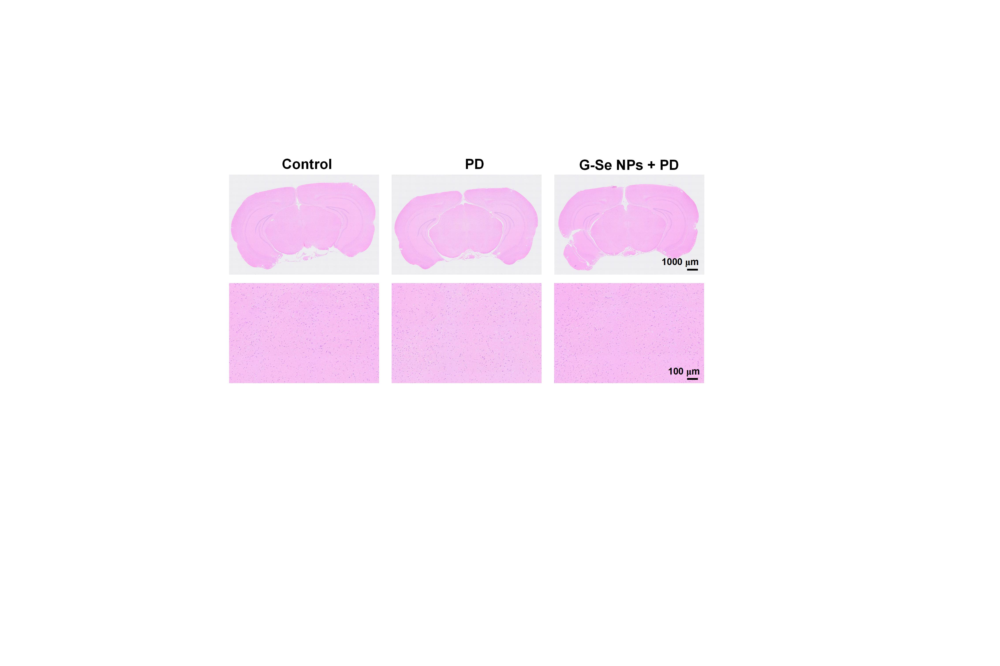 Control
PD
G-Se NPs + PD
1000 μm
100 μm